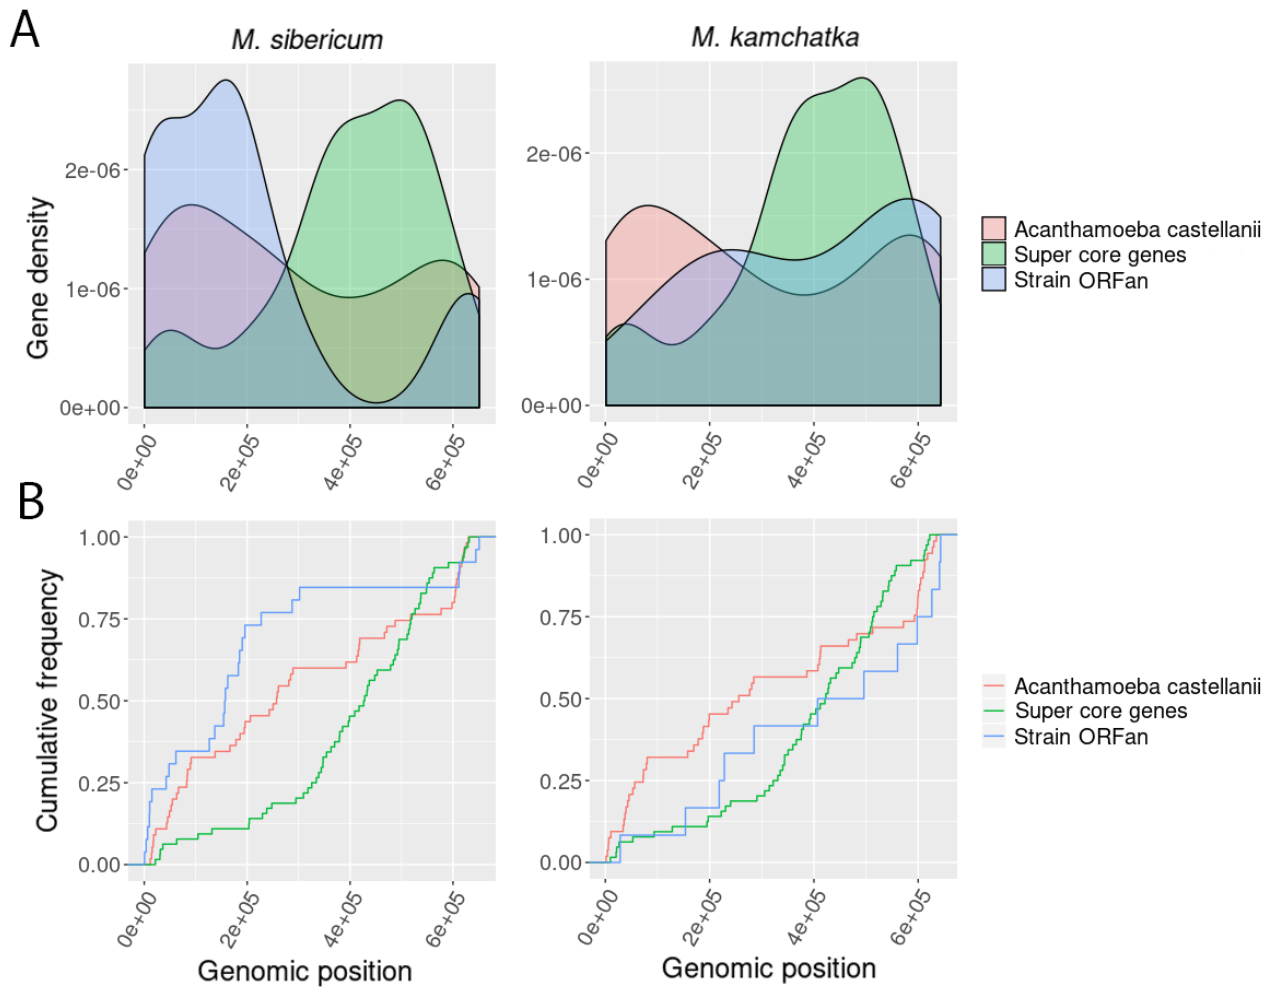 A
M. sibericum
M. kamchatka
Gene density
2e-06
1e-06
0e+00
0e+00
2e+05
4e+05
6e+05
2e-06
1e-06
0e+00
0e+00
2e+05
4e+05
6e+05
Acanthamoeba castellanii
Super core genes
Strain ORFan
B
Cumulative frequency
1.00
0.75
0.50
0.25
0.00
0e+00
2e+05
4e+05
6e+05
Genomic position
1.00
0.75
0.50
0.25
0.00
0e+00
2e+05
4e+05
6e+05
Genomic position
Acanthamoeba castellanii
Super core genes
Strain ORFan